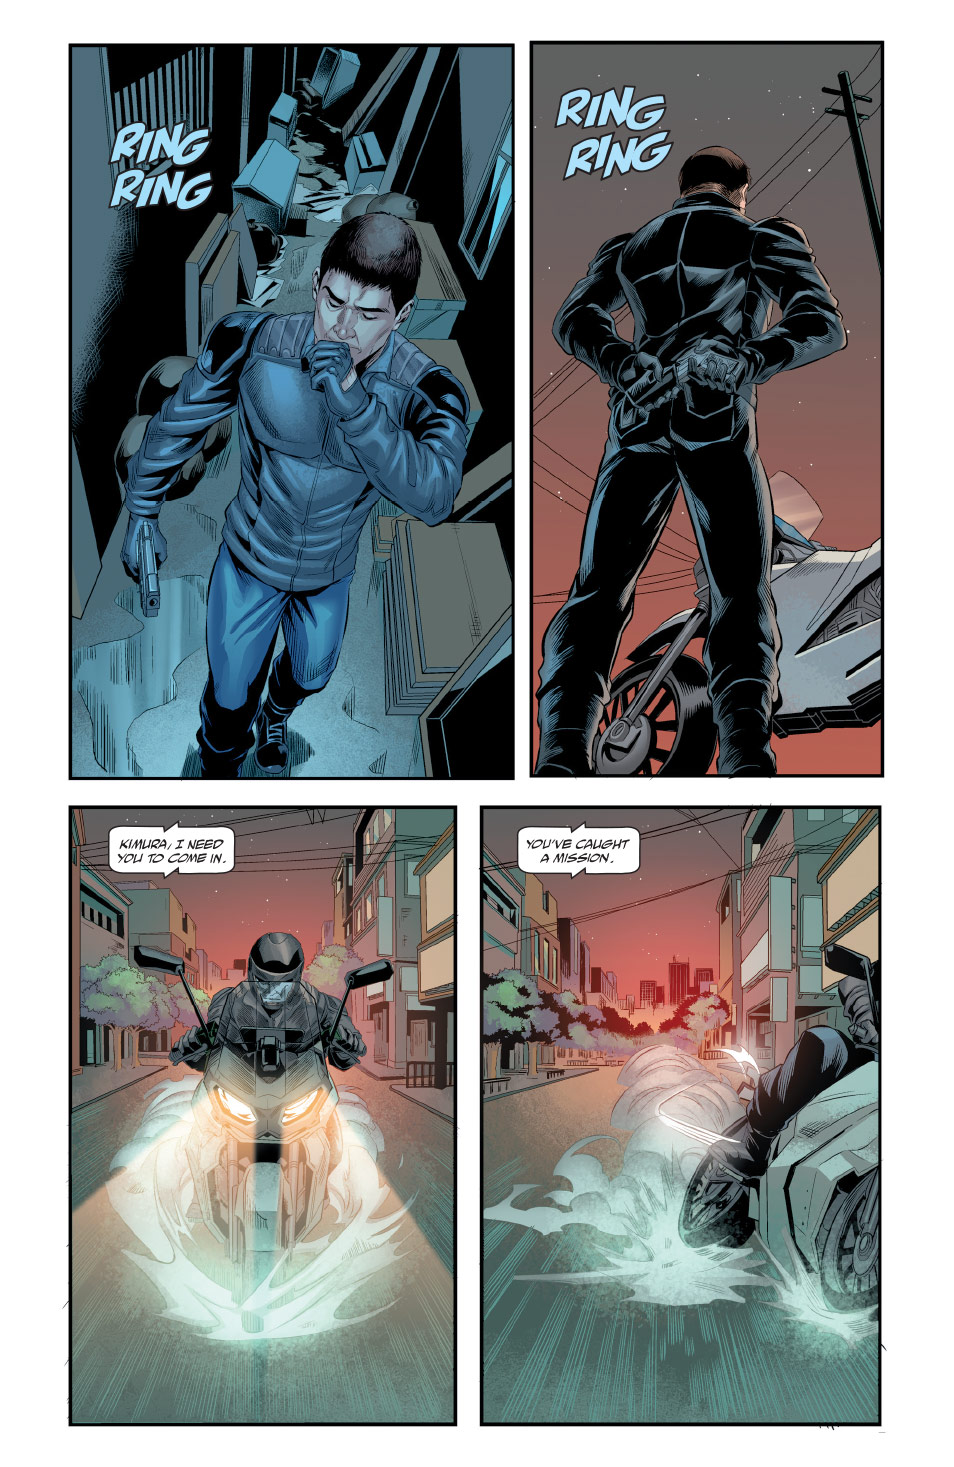 RING
RING
RING
RING
KIMURA, I NEED
YOU TO COME IN.
YOU'VE CAUGHT
A MISSION.